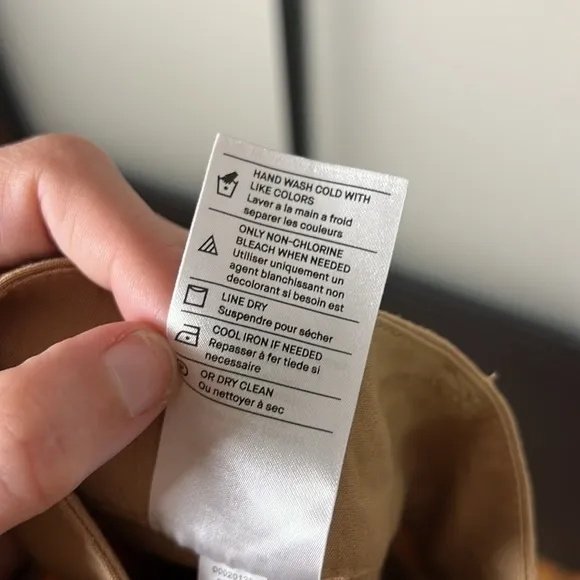 HAND WASH COLD WITH
LIKE COLORS
Laver a la main a froid
separer les couleurs
ONLY NON-CHLORINE
BLEACH WHEN NEEDED
Utiliser uniquement un
agent blanchissant non
decolorant si besoin est
LINE DRY
Suspendre pour sécher
COOL IRON IF NEEDED
Repasser à fer tiede si
necessaire
OR DRY CLEAN
Ou nettoyer à sec